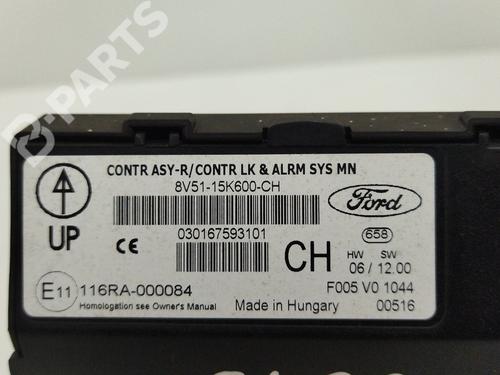 B-PARTS
CONTR ASY-R/CONTR LK & ALRM SYS MN
8V51-15K600-CH
Ford
UP
CE
030167593101
CH
658
HW SW
06 / 12.00
E11 116RA-000084
F005 V0 1044
Homologation see Owner's Manual
Made in Hungary
00516